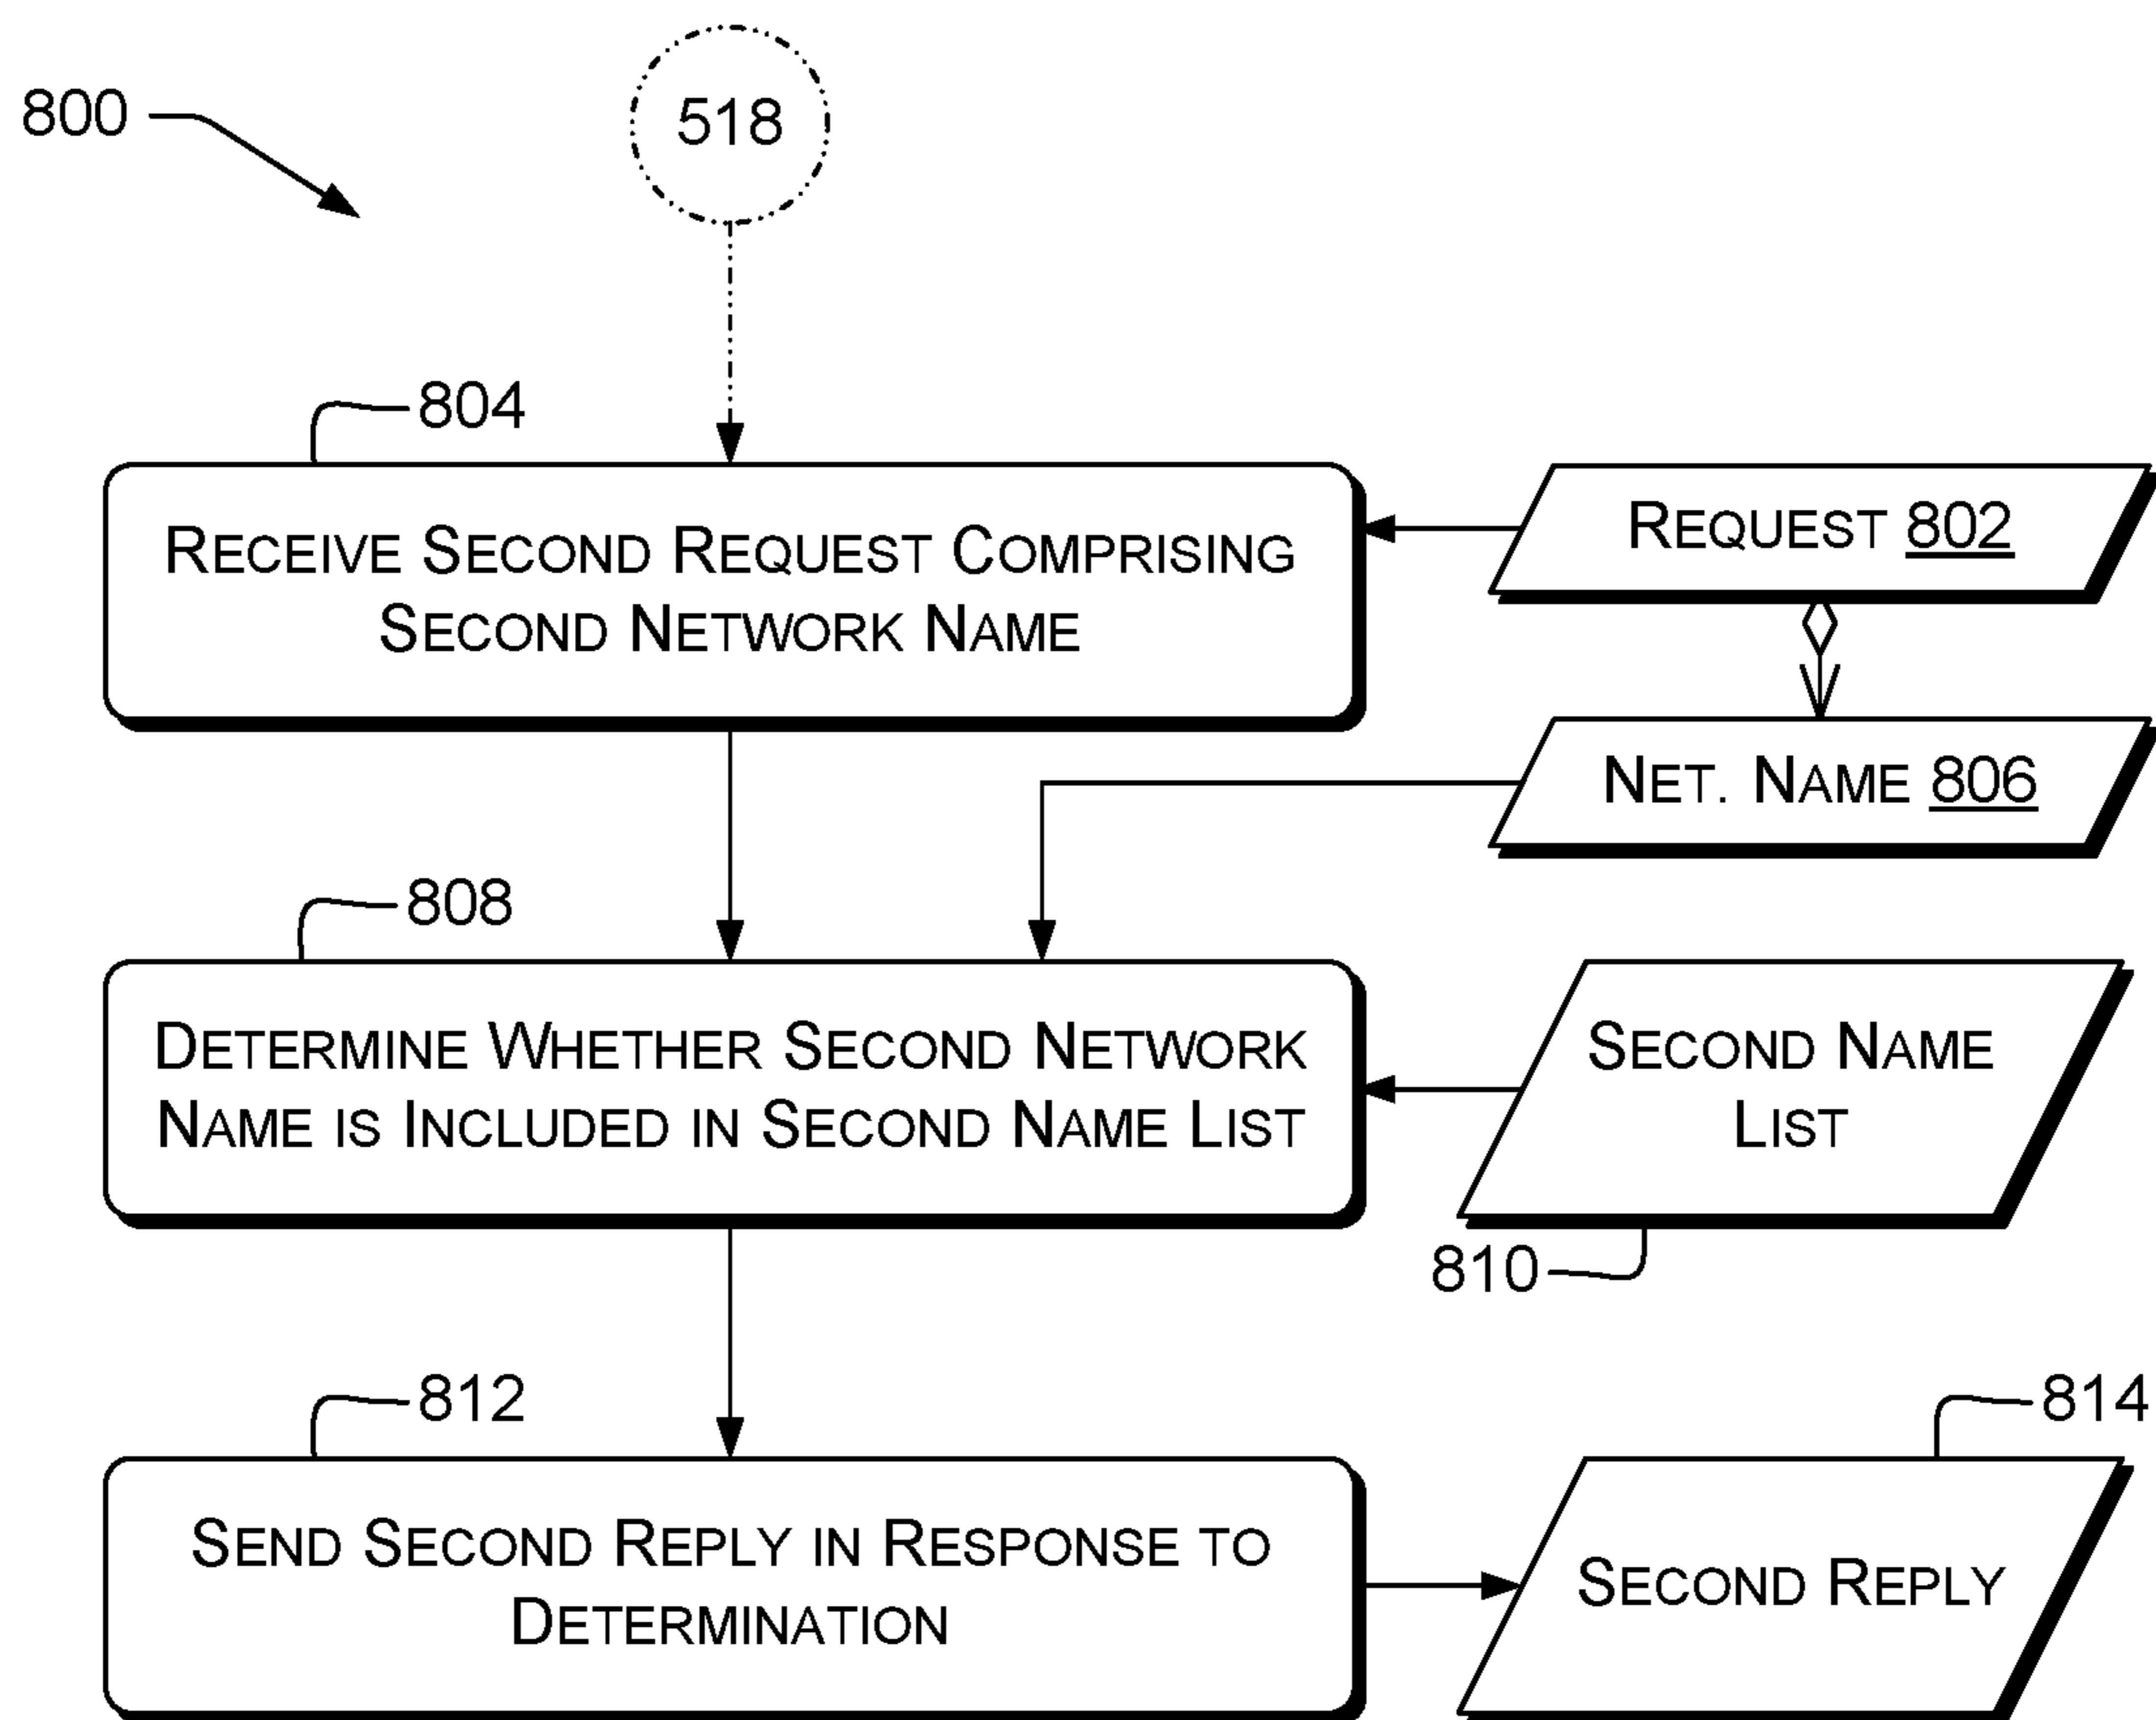 800
518
804
RECEIVE SECOND REQUEST COMPRISING
SECOND NETWORK NAME
REQUEST 802
NET. NAME 806
808
DETERMINE WHETHER SECOND NETWORK
NAME IS INCLUDED IN SECOND NAME LIST
SECOND NAME
LIST
810
812
SEND SECOND REPLY IN RESPONSE TO
DETERMINATION
814
SECOND REPLY